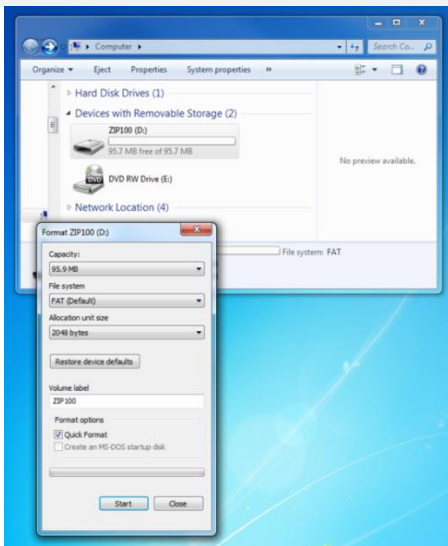 Computer
Search Co...
Organize
Eject
Properties
System properties
»
Hard Disk Drives (1)
Devices with Removable Storage (2)
ZIP100 (D:)
95.7 MB free of 95.7 MB
DVD
DVD RW Drive (E:)
Network Location (4)
No preview available.
File system: FAT
Format ZIP100 (D:)
Capacity:
95.9 MB
File system
FAT (Default)
Allocation unit size
2048 bytes
Restore device defaults
Volume label
ZIP100
Format options
Quick Format
Create an MS-DOS startup disk
Start
Close